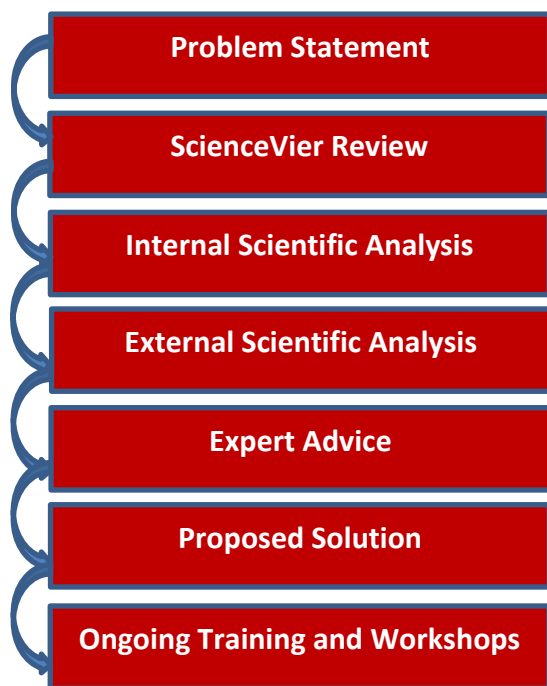 Problem Statement
ScienceVier Review
Internal Scientific Analysis
External Scientific Analysis
Expert Advice
Proposed Solution
Ongoing Training and Workshops